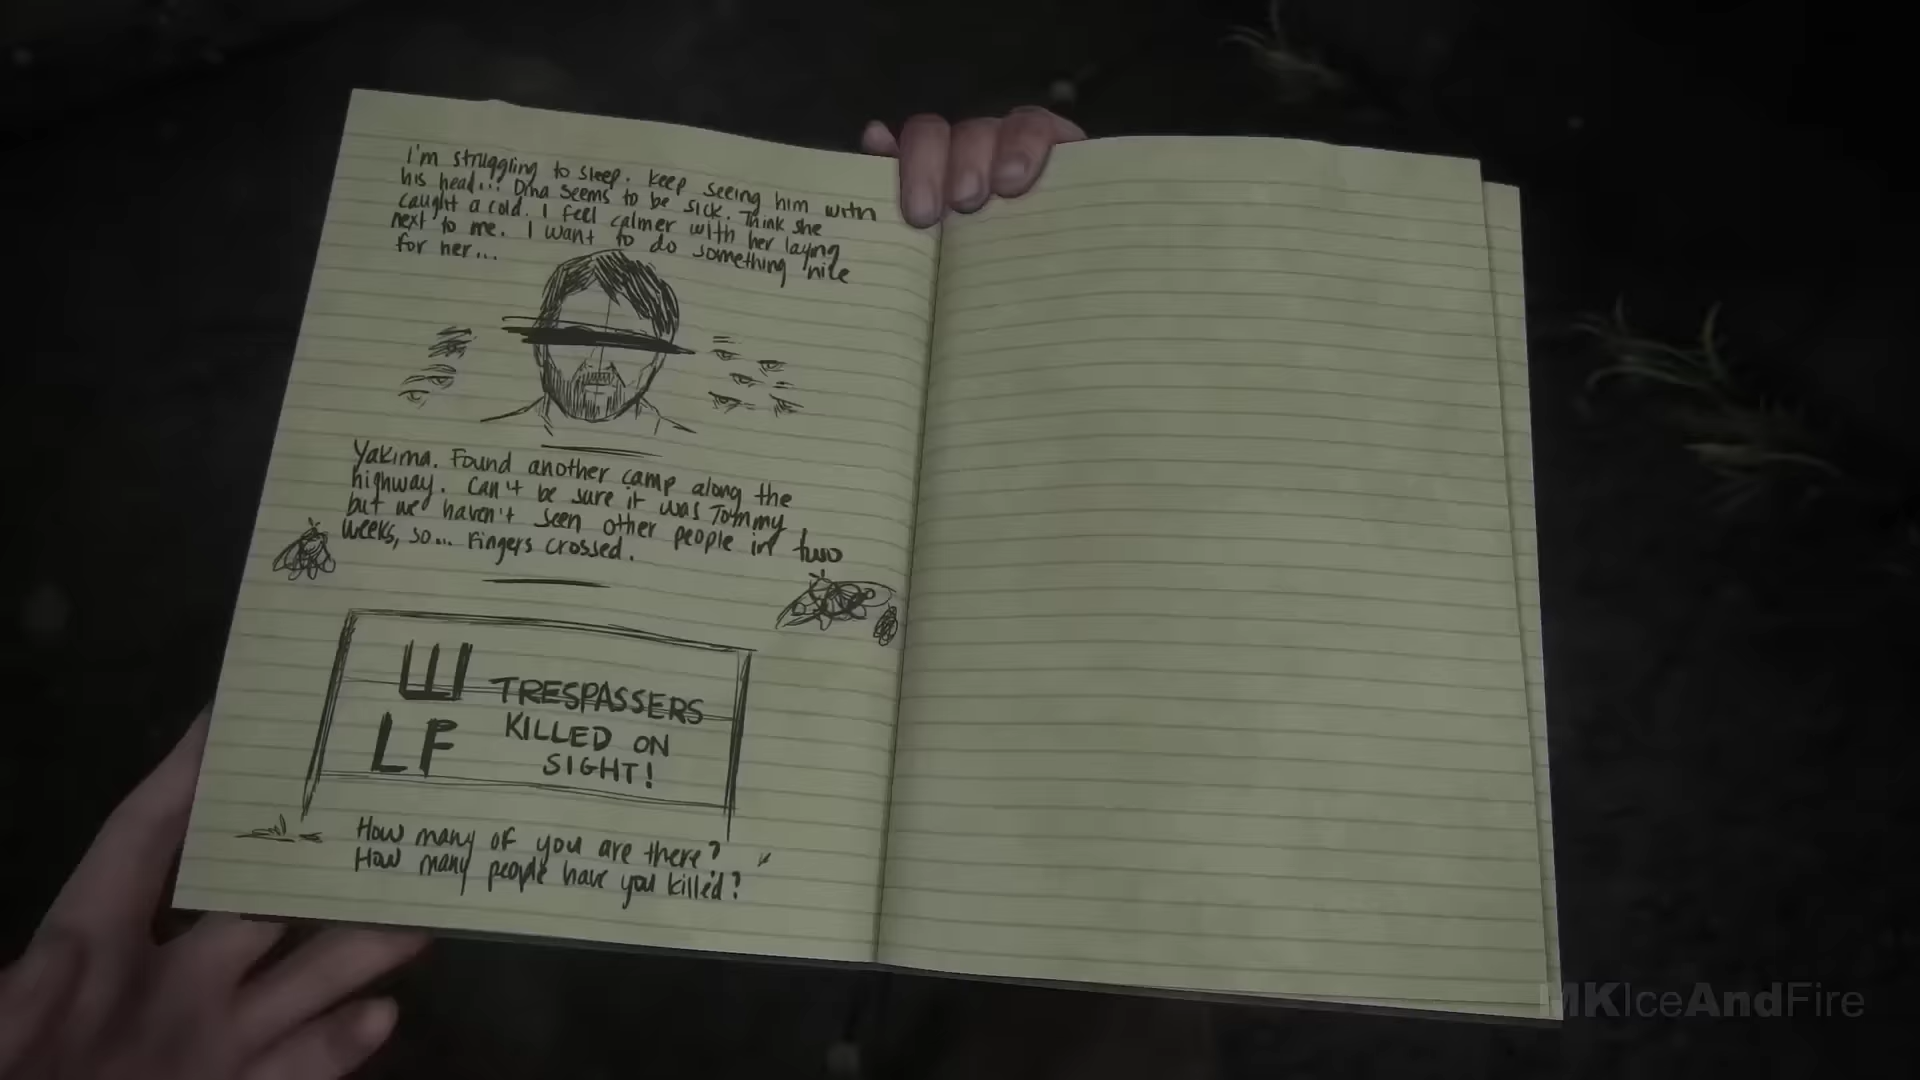 I'm struggling to sleep. Keep seeing him with
his head... Dina seems to be sick. Think she
caught a cold. I feel calmer with her laying
next to me. I want to do something nice
for her...
Yakima. Found another camp along the
highway. Can't be sure it was Tommy
but we haven't seen other people in two
weeks, so... Fingers crossed.
W TRESPASSERS
LF KILLED ON
SIGHT!
How many of you are there?
How many people have you killed?
MKIceAndFire